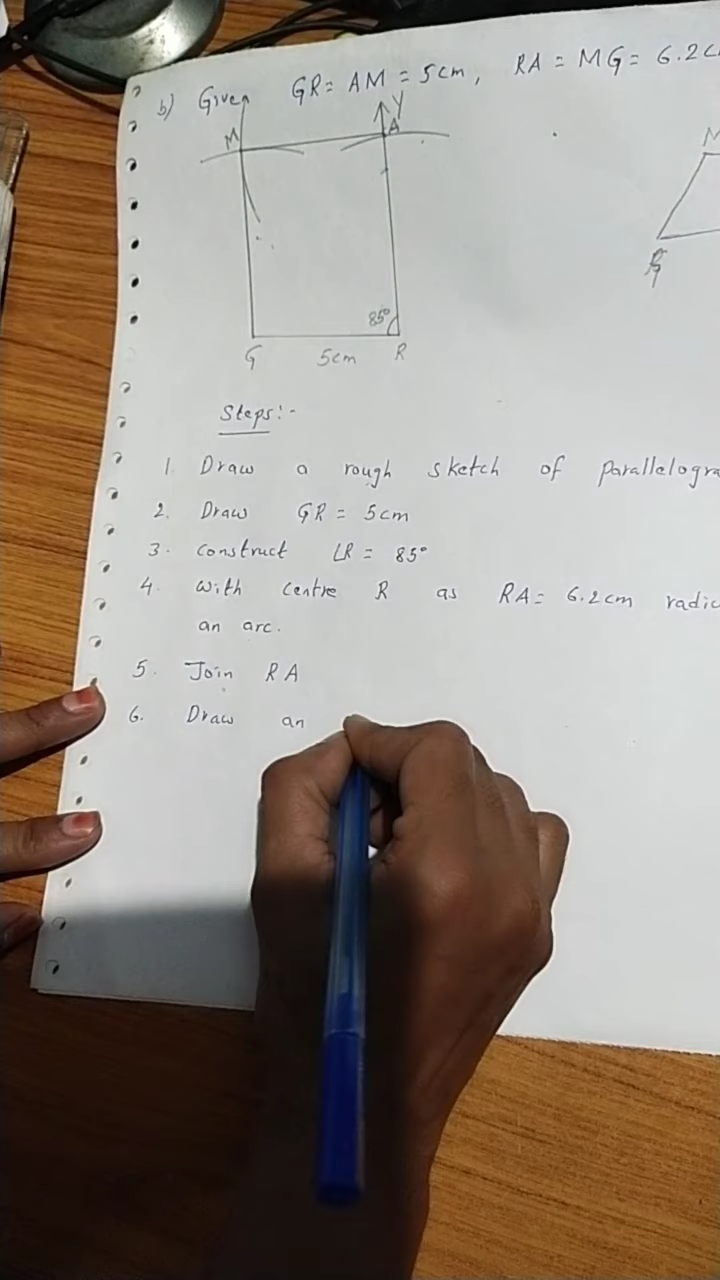 b) Given GR = AM = 5cm, RA = MG = 6.2c
M
A
Y
M
G
85°
G
5cm
R
Steps:-
1. Draw a rough sketch of parallelogra
2. Draw GR = 5cm
3. construct LR = 85°
4. with centre R as RA = 6.2cm radiu
an arc.
5. Join RA
6. Draw an